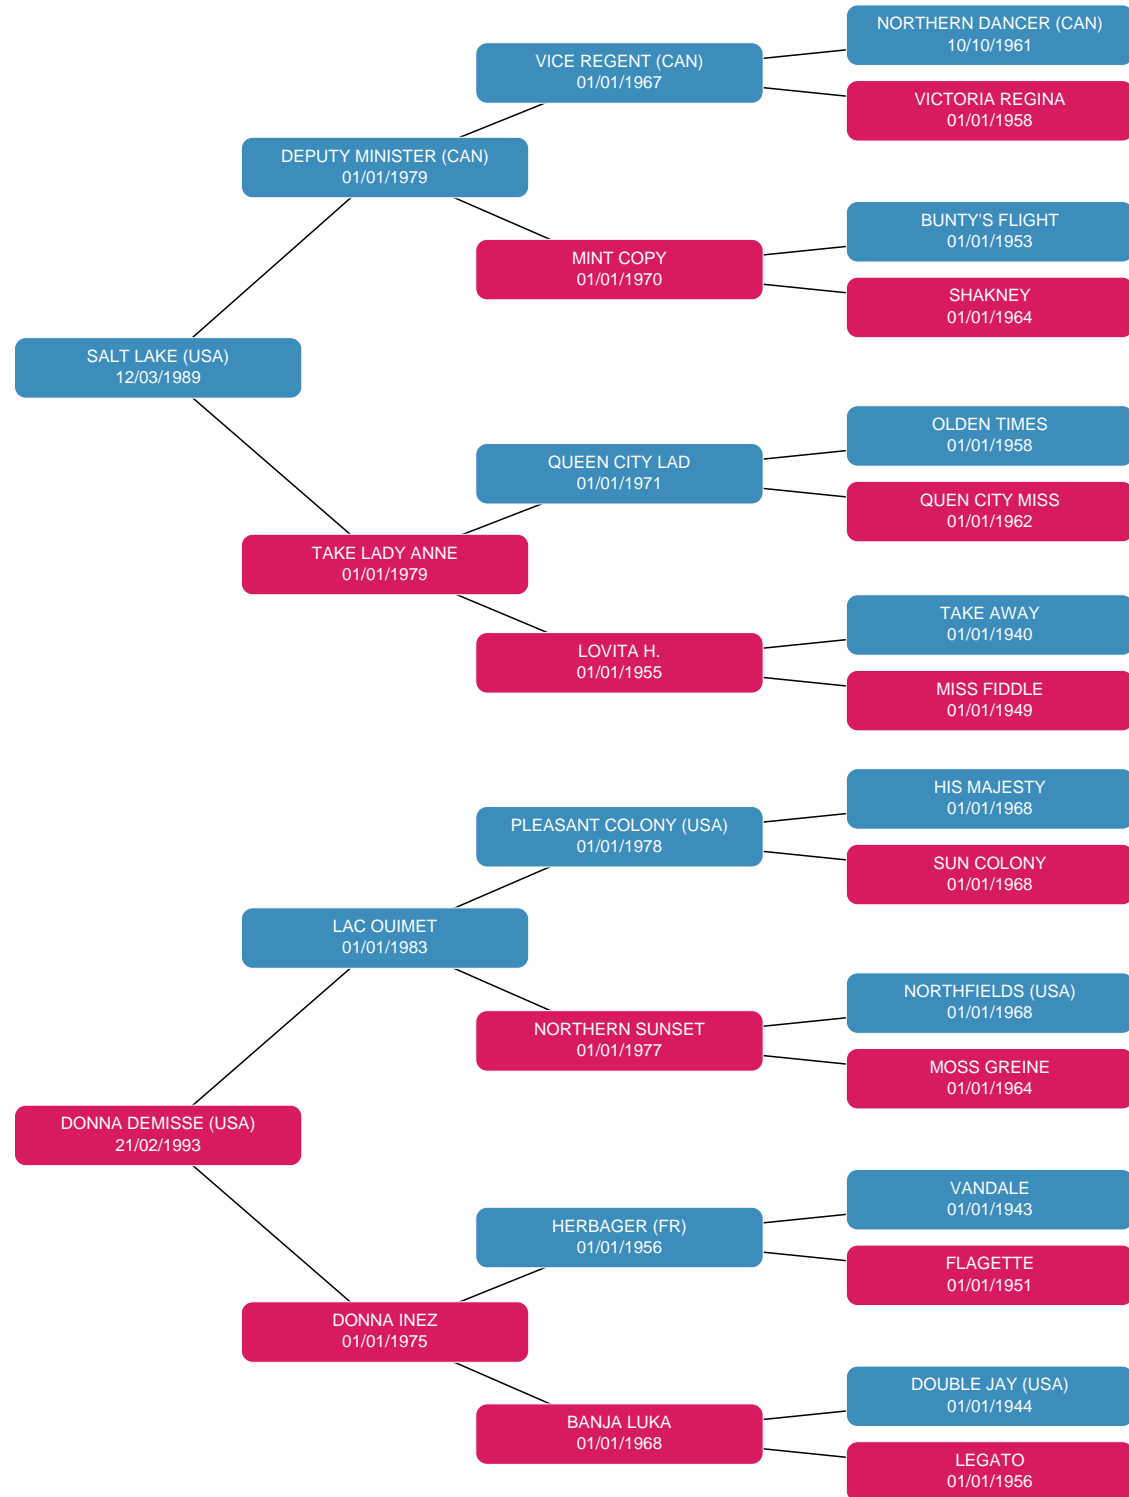 NORTHERN DANCER (CAN)
10/10/1961
VICE REGENT (CAN)
01/01/1967
VICTORIA REGINA
01/01/1958
DEPUTY MINISTER (CAN)
01/01/1979
BUNTY'S FLIGHT
01/01/1953
MINT COPY
01/01/1970
SHAKNEY
01/01/1964
SALT LAKE (USA)
12/03/1989
OLDEN TIMES
01/01/1958
QUEEN CITY LAD
01/01/1971
QUEN CITY MISS
01/01/1962
TAKE LADY ANNE
01/01/1979
TAKE AWAY
01/01/1940
LOVITA H.
01/01/1955
MISS FIDDLE
01/01/1949
HIS MAJESTY
01/01/1968
PLEASANT COLONY (USA)
01/01/1978
SUN COLONY
01/01/1968
LAC OUIMET
01/01/1983
NORTHFIELDS (USA)
01/01/1968
NORTHERN SUNSET
01/01/1977
MOSS GREINE
01/01/1964
DONNA DEMISSE (USA)
21/02/1993
VANDALE
01/01/1943
HERBAGER (FR)
01/01/1956
FLAGETTE
01/01/1951
DONNA INEZ
01/01/1975
DOUBLE JAY (USA)
01/01/1944
BANJA LUKA
01/01/1968
LEGATO
01/01/1956